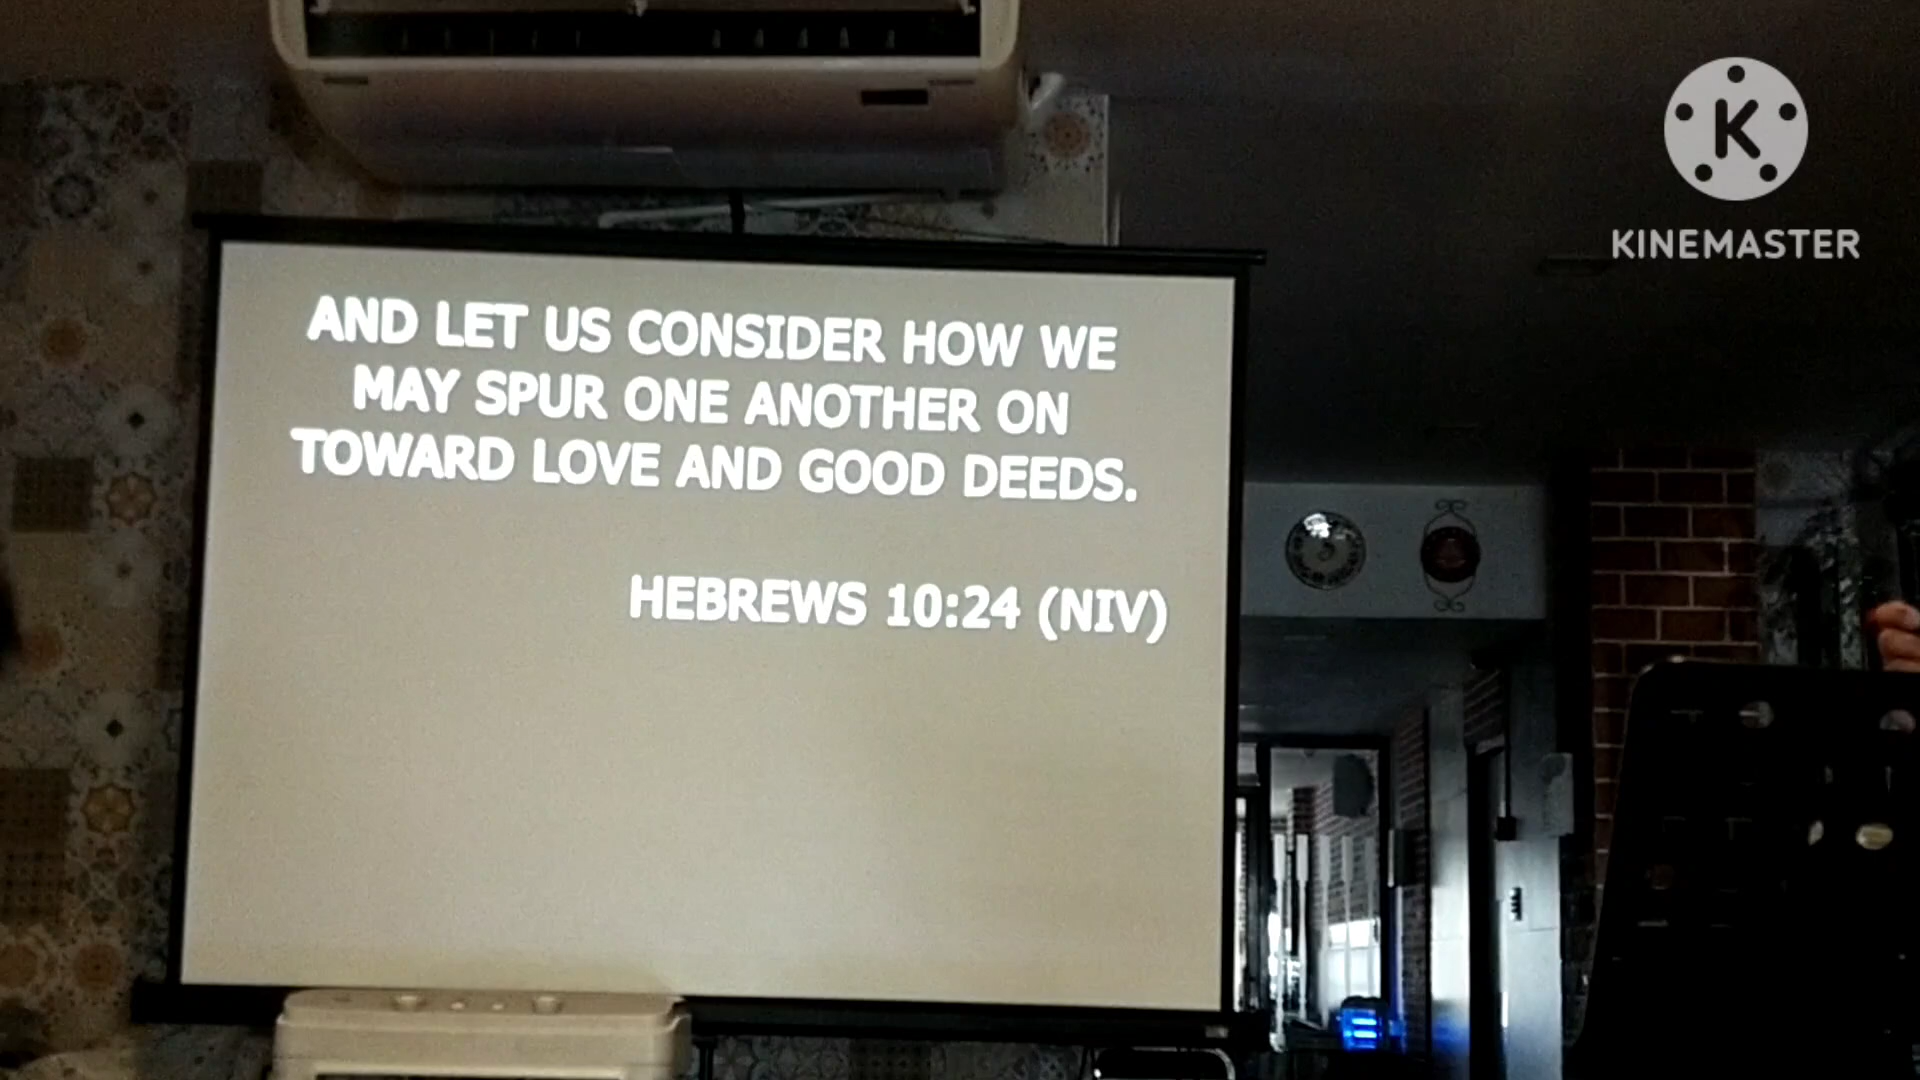 AND LET US CONSIDER HOW WE
MAY SPUR ONE ANOTHER ON
TOWARD LOVE AND GOOD DEEDS.
HEBREWS 10:24 (NIV)
K
KINEMASTER